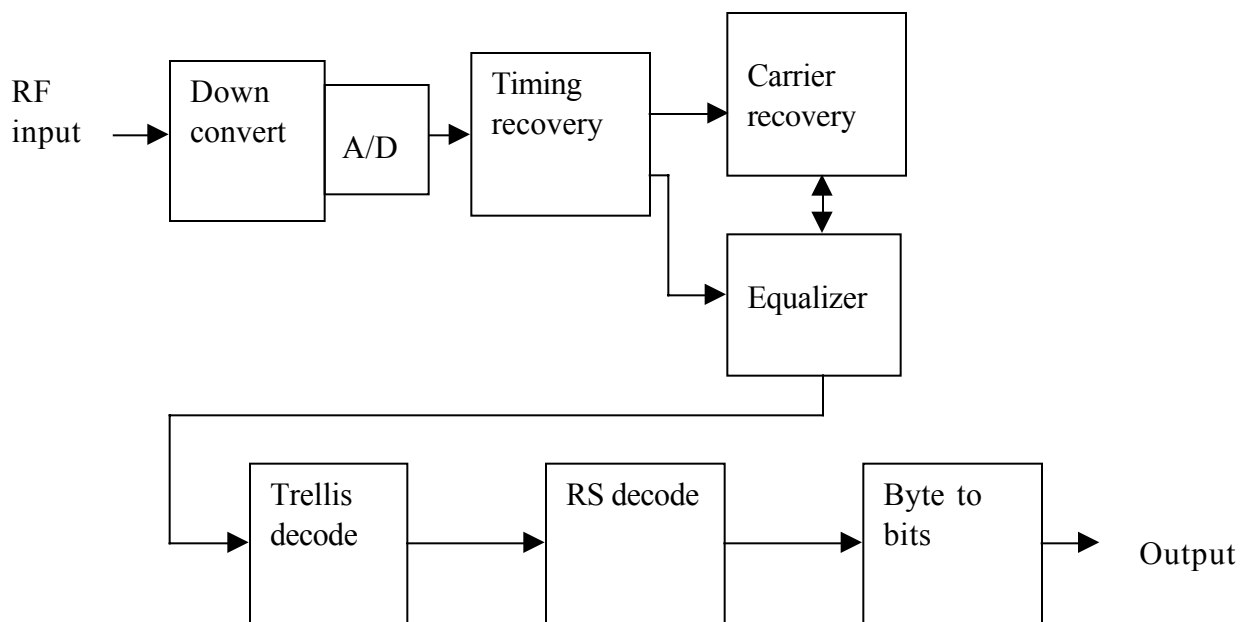 RF
input
Down
convert
A/D
Timing
recovery
Carrier
recovery
Equalizer
Trellis
decode
RS decode
Byte to
bits
Output